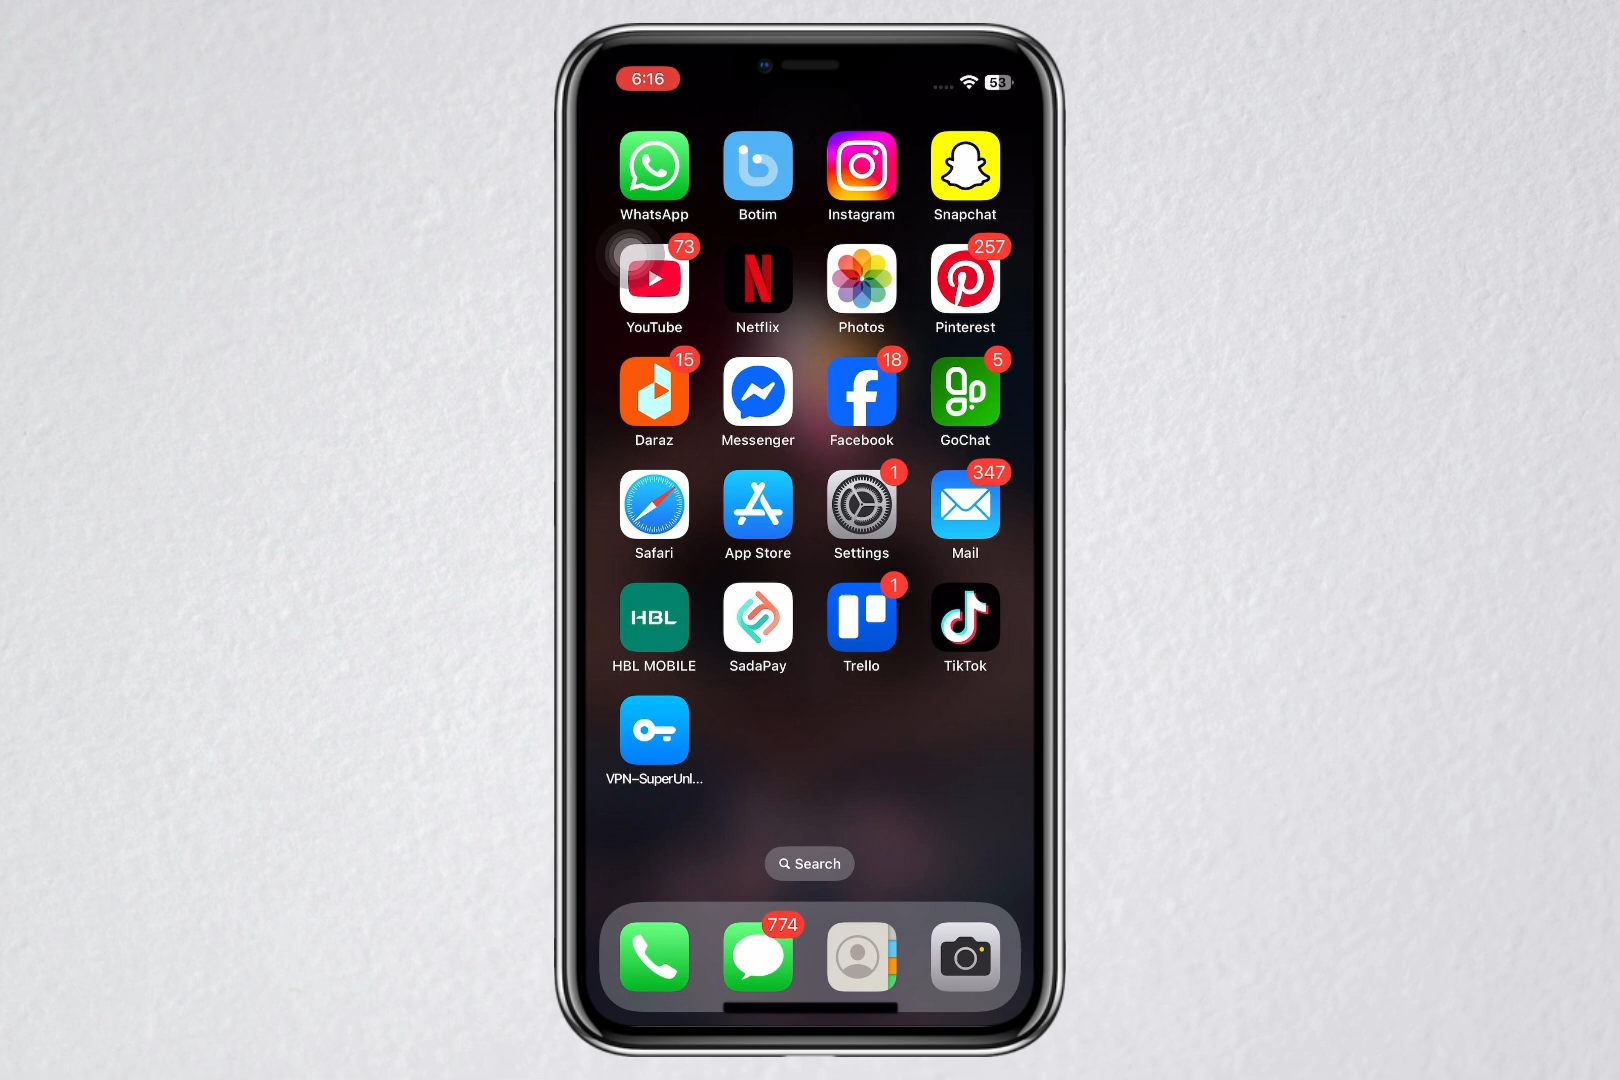 6:16
53
WhatsApp
Botim
Instagram
Snapchat
73
257
YouTube
Netflix
Photos
Pinterest
15
18
5
Daraz
Messenger
Facebook
GoChat
1
347
Safari
App Store
Settings
Mail
1
HBL
HBL MOBILE
SadaPay
Trello
TikTok
VPN–SuperUnl...
Search
774